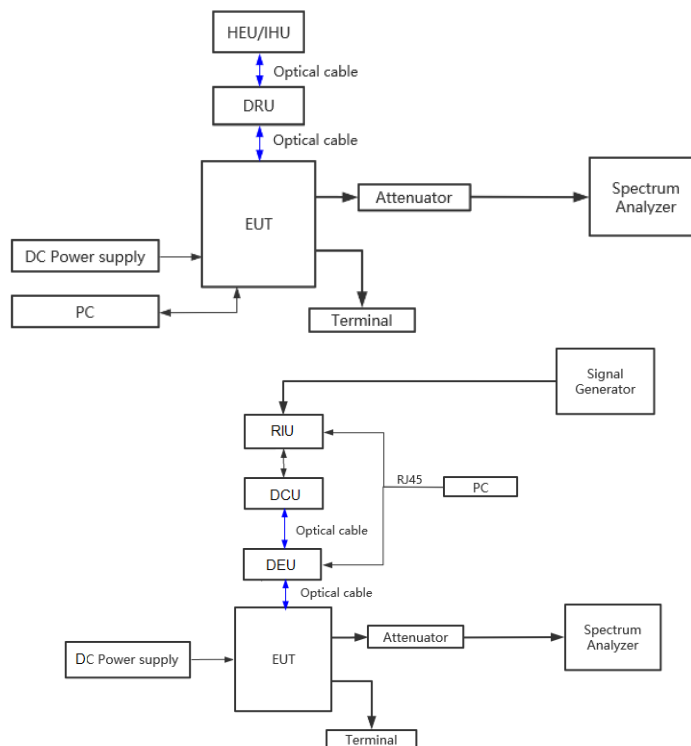 HEU/IHU
Optical cable
DRU
Optical cable
EUT
Attenuator
Spectrum
Analyzer
DC Power supply
PC
Terminal
Signal
Generator
RIU
RJ45
PC
DCU
Optical cable
DEU
Optical cable
EUT
Attenuator
Spectrum
Analyzer
DC Power supply
Terminal